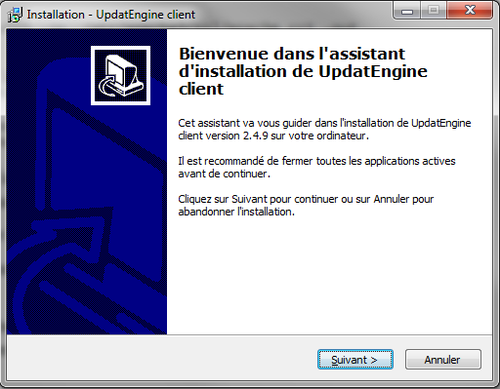 Installation - UpdatEngine client
Bienvenue dans l'assistant
d'installation de UpdatEngine
client
Cet assistant va vous guider dans l'installation de UpdatEngine
client version 2.4.9 sur votre ordinateur.
Il est recommandé de fermer toutes les applications actives
avant de continuer.
Cliquez sur Suivant pour continuer ou sur Annuler pour
abandonner l'installation.
Suivant >
Annuler